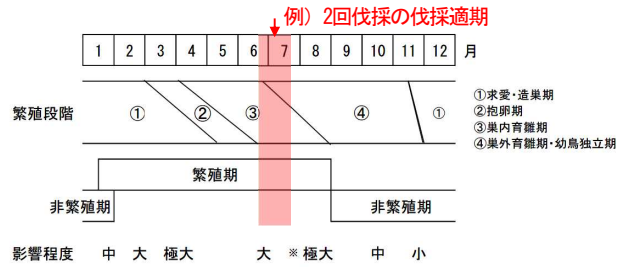 例）2回伐採の伐採適期
1 2 3 4 5 6 7 8 9 10 11 12 月
繁殖段階 ① ② ③ ④ ①
①求愛・造巣期
②抱卵期
③巣内育雛期
④巣外育雛期・幼鳥独立期
繁殖期
非繁殖期 非繁殖期
影響程度 中 大 極大 大 ※極大 中 小